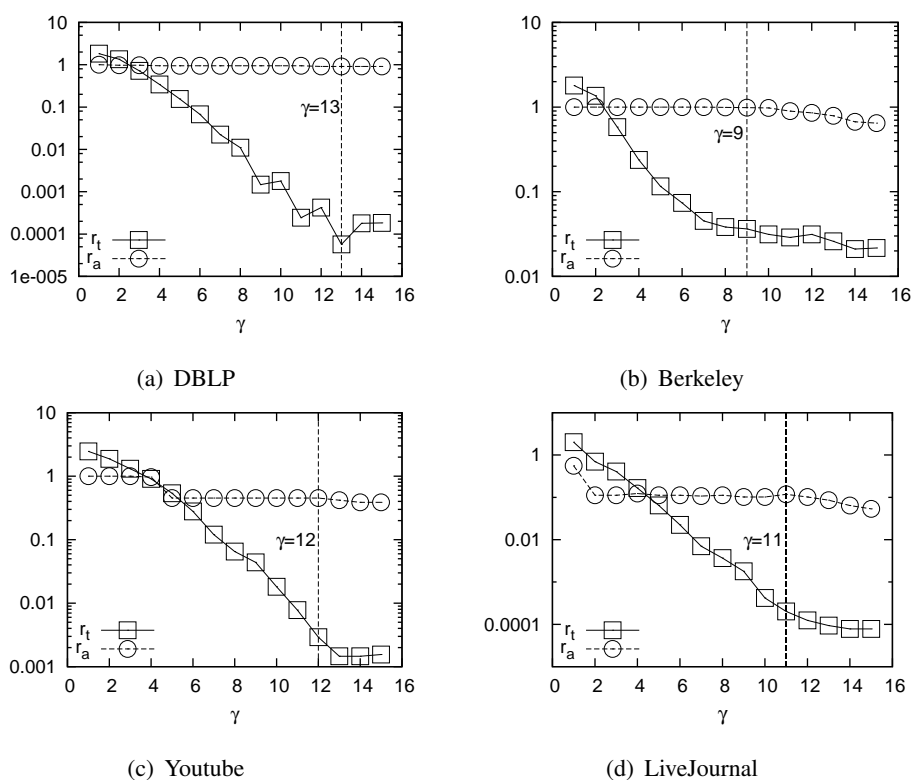 10
1
0.1
0.01
0.001
0.0001
1e-005
γ=13
r_t
r_a
0 2 4 6 8 10 12 14 16
γ
(a) DBLP
10
1
0.1
0.01
γ=9
r_t
r_a
0 2 4 6 8 10 12 14 16
γ
(b) Berkeley
10
1
0.1
0.01
0.001
γ=12
r_t
r_a
0 2 4 6 8 10 12 14 16
γ
(c) Youtube
1
0.01
0.0001
γ=11
r_t
r_a
0 2 4 6 8 10 12 14 16
γ
(d) LiveJournal